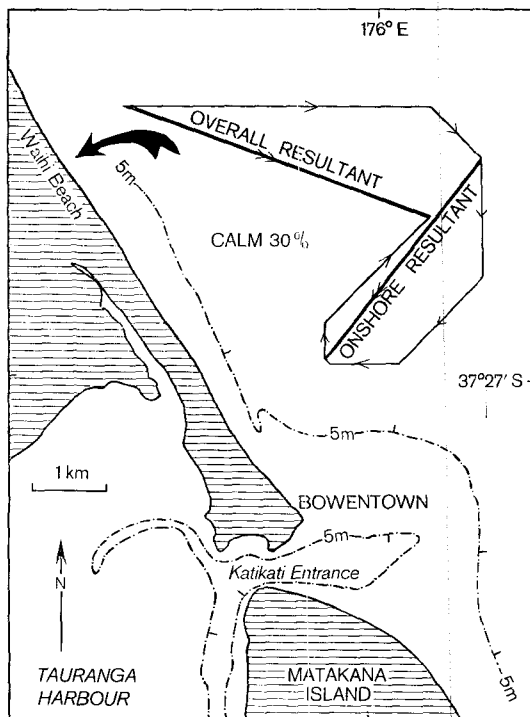 176° E
OVERALL RESULTANT
Waihi Beach
5m
CALM 30%
ONSHORE RESULTANT
37°27' S
5m
1 km
BOWENTOWN
5m
Katikati Entrance
N
TAURANGA
HARBOUR
MATAKANA
ISLAND
5m